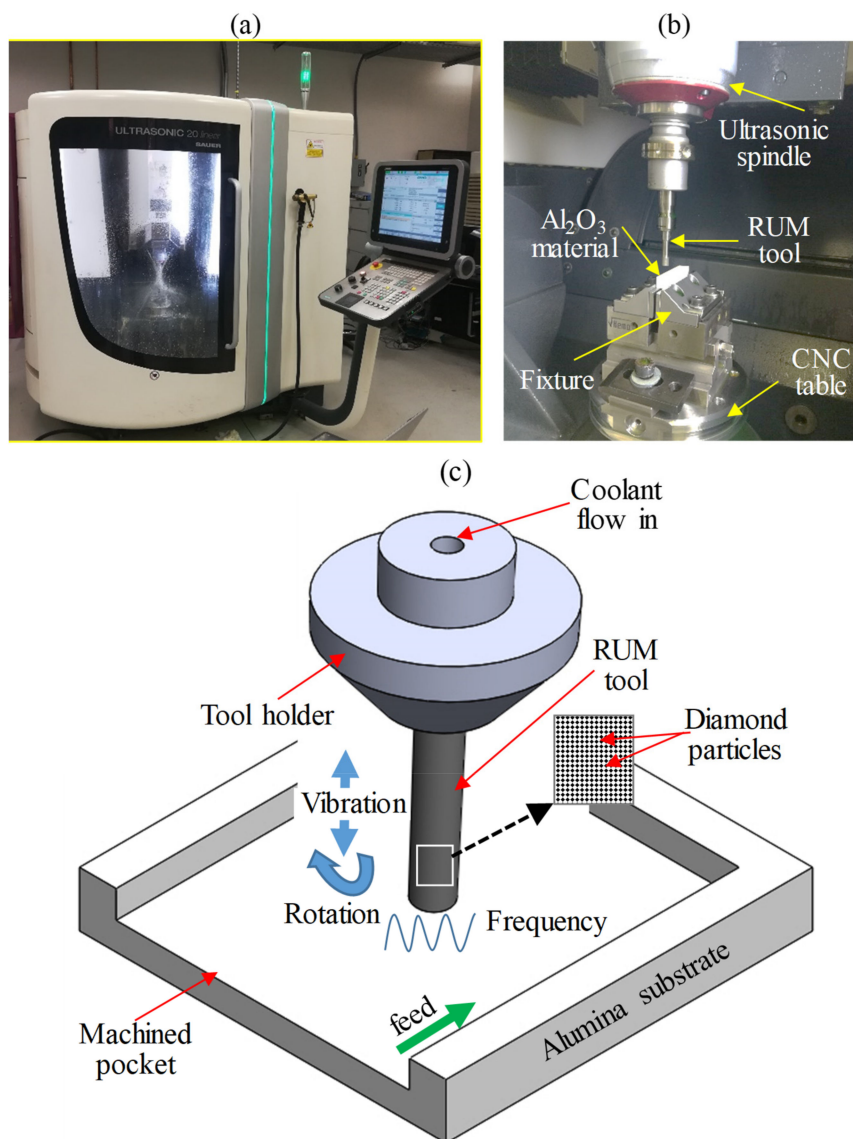 (a)
ULTRASONIC 20 linear
SAUER
(b)
Ultrasonic
spindle
Al₂O₃
material
RUM
tool
Fixture
CNC
table
(c)
Coolant
flow in
RUM
tool
Tool holder
Diamond
particles
Vibration
Rotation
Frequency
feed
Machined
pocket
Alumina substrate